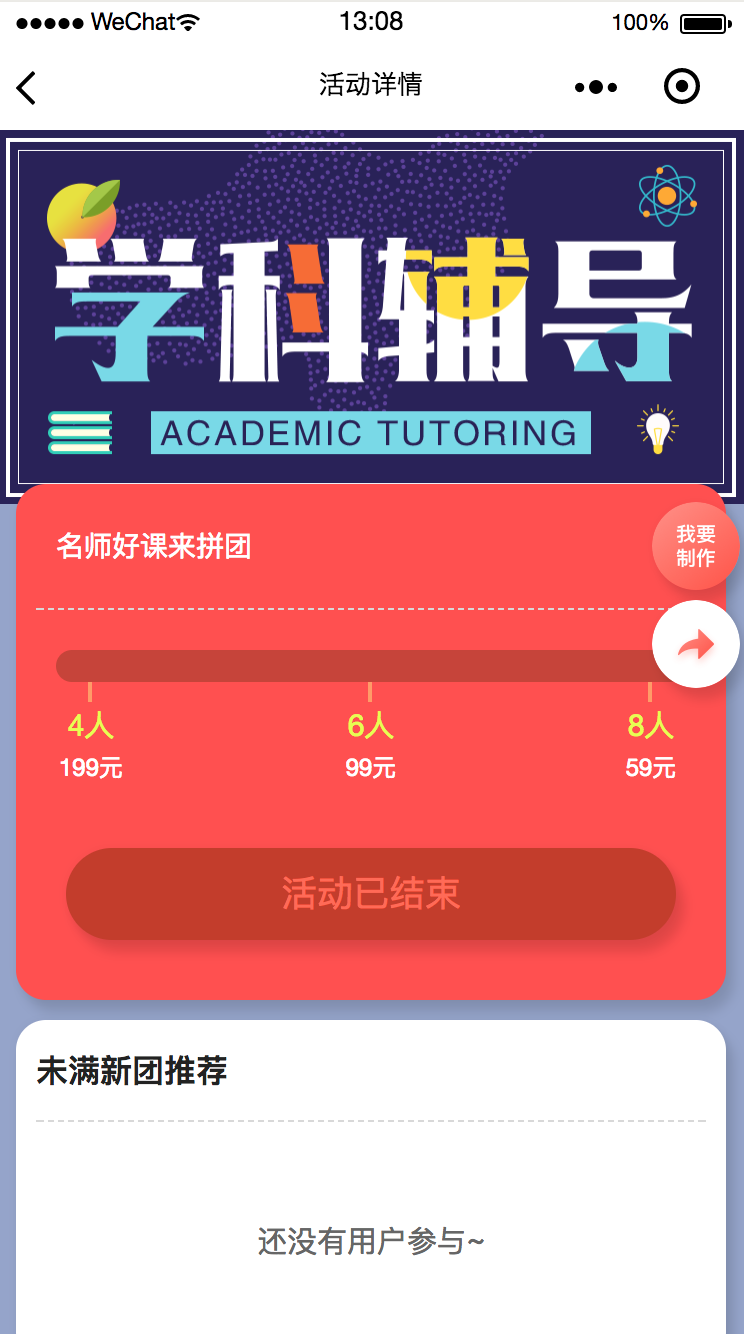 ●●●●● WeChat 13:08 100%
活动详情
学科辅导
ACADEMIC TUTORING
名师好课来拼团
我要
制作
4人 6人 8人
199元 99元 59元
活动已结束
未满新团推荐
还没有用户参与~